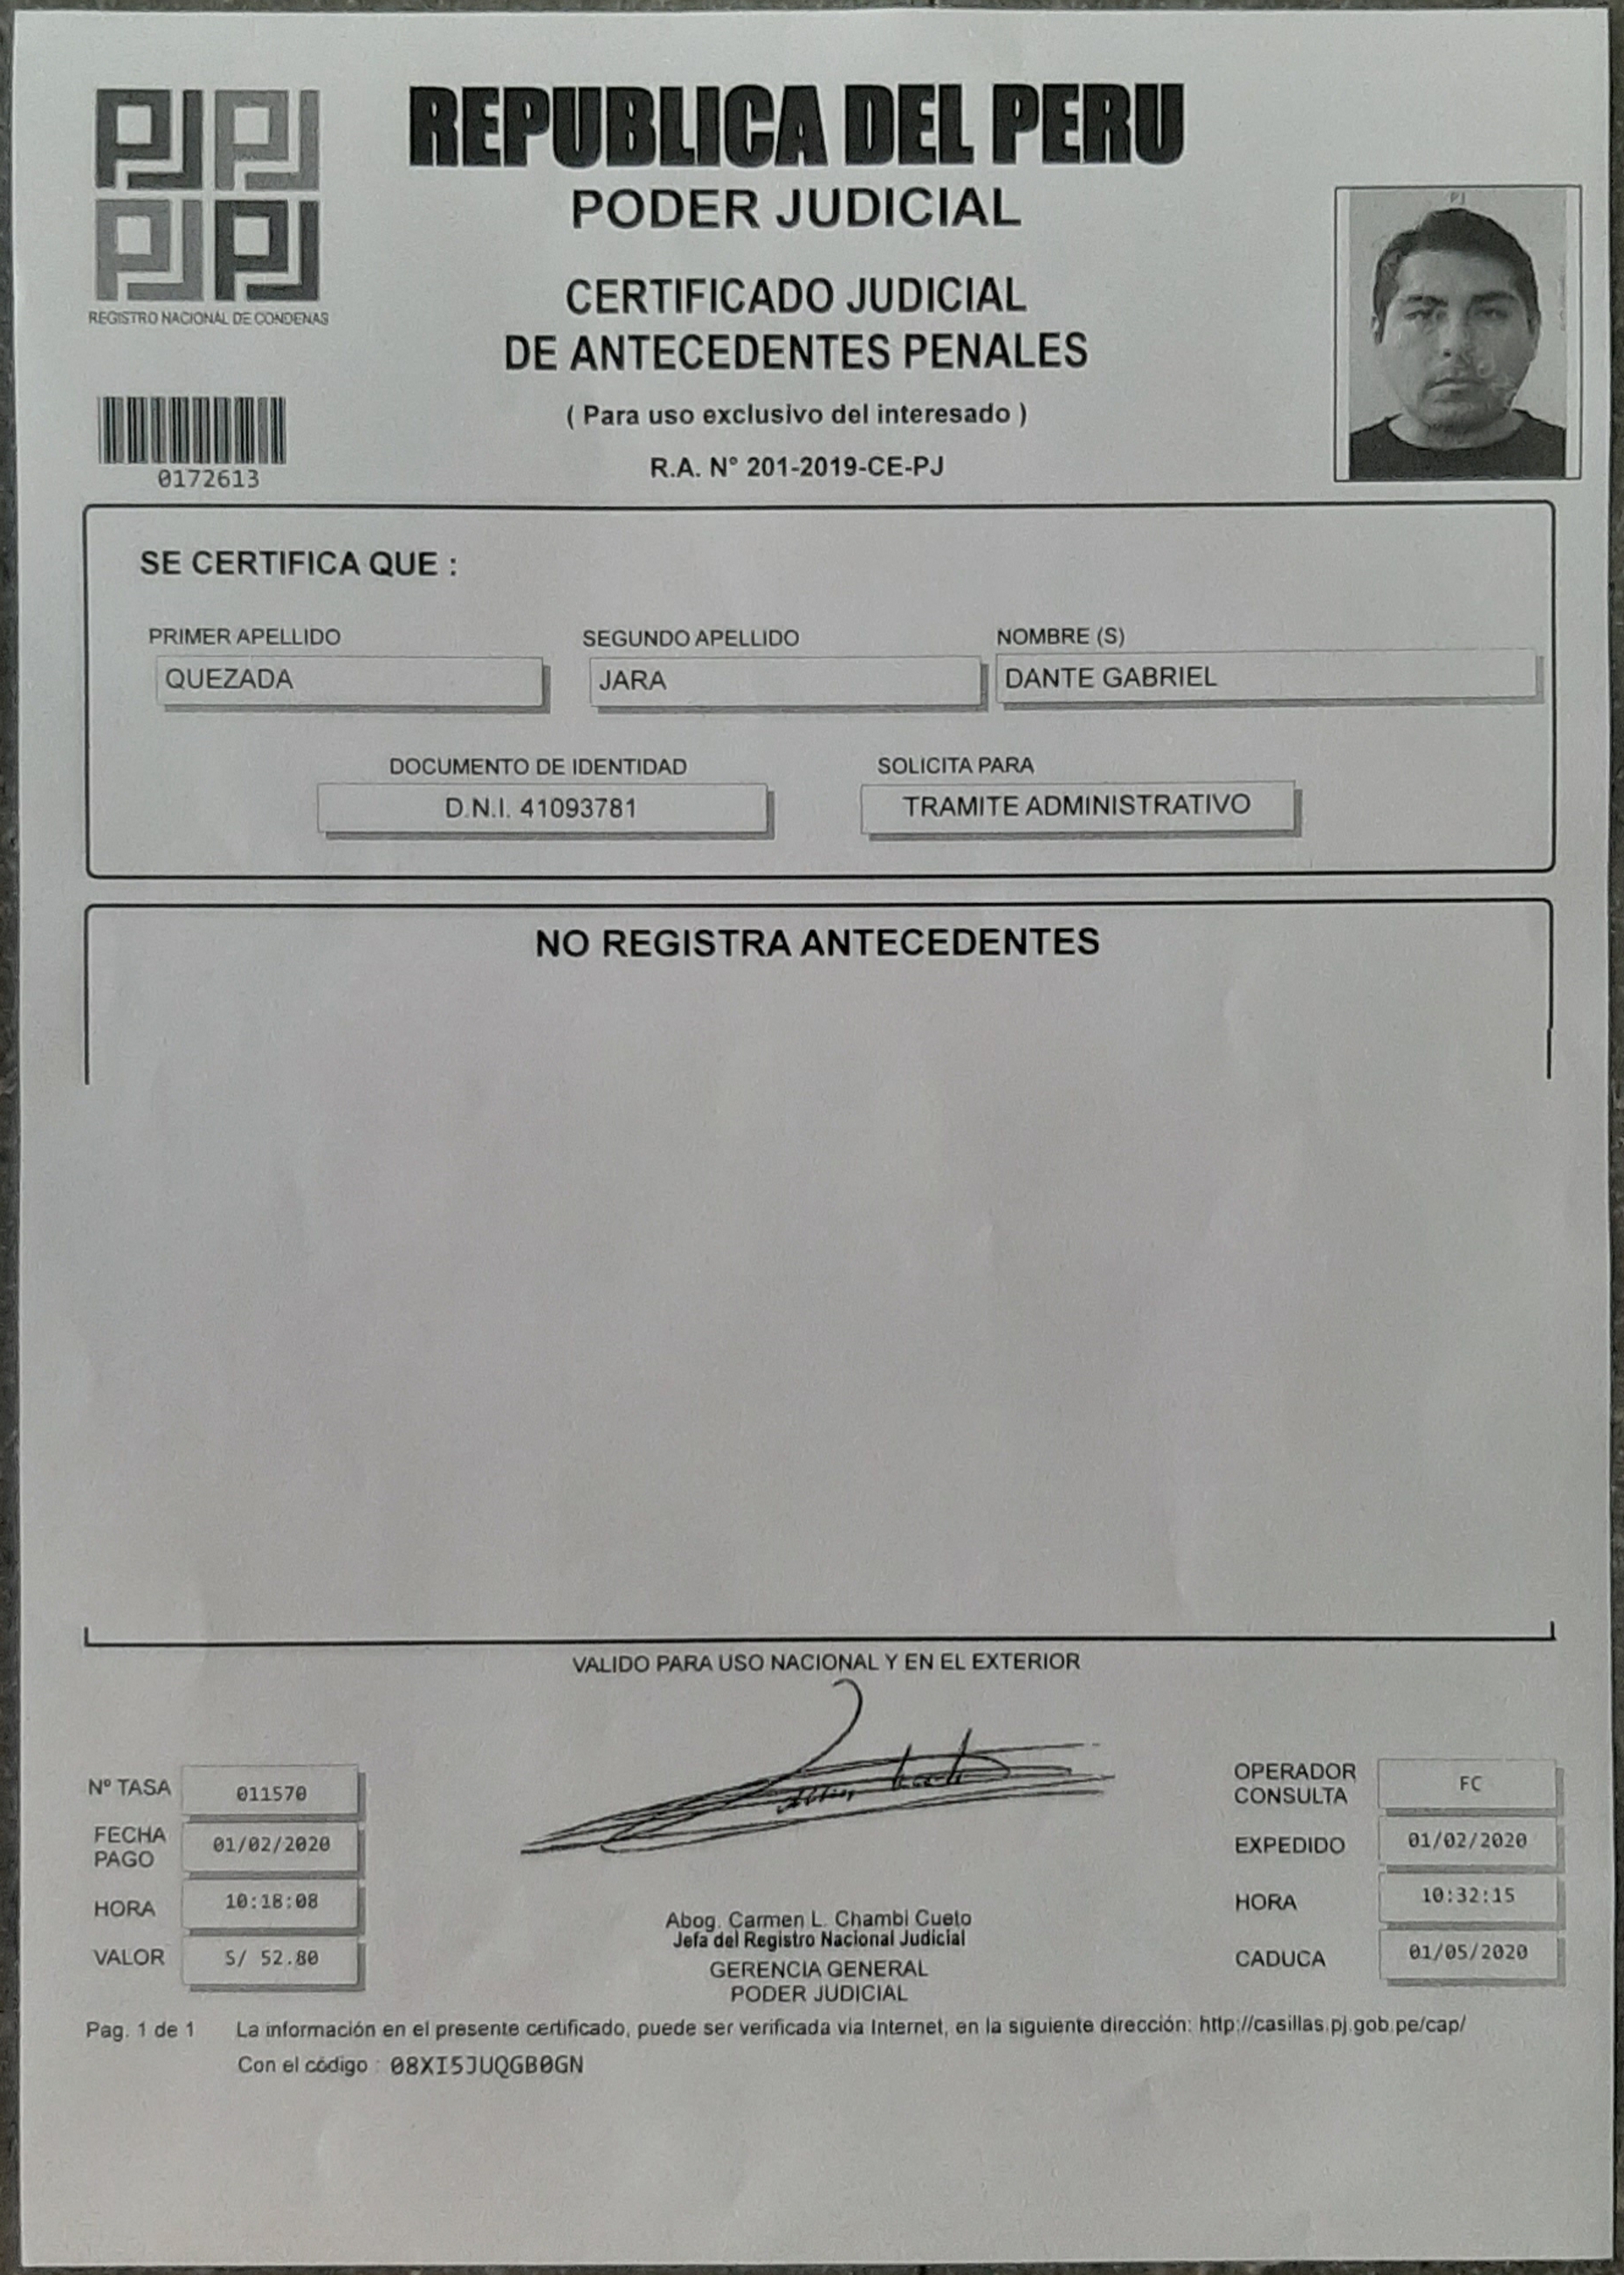 REPUBLICA DEL PERU
PODER JUDICIAL
CERTIFICADO JUDICIAL
DE ANTECEDENTES PENALES
( Para uso exclusivo del interesado )
R.A. N° 201-2019-CE-PJ
PJ PJ
PJ PJ
REGISTRO NACIONAL DE CONDENAS
0172613
PJ
SE CERTIFICA QUE :
PRIMER APELLIDO SEGUNDO APELLIDO NOMBRE (S)
QUEZADA JARA DANTE GABRIEL
DOCUMENTO DE IDENTIDAD SOLICITA PARA
D.N.I. 41093781 TRAMITE ADMINISTRATIVO
NO REGISTRA ANTECEDENTES
VALIDO PARA USO NACIONAL Y EN EL EXTERIOR
Nº TASA 011570
FECHA PAGO 01/02/2020
HORA 10:18:08
VALOR S/ 52.80
Abog. Carmen L. Chambi Cueto
Jefa del Registro Nacional Judicial
GERENCIA GENERAL
PODER JUDICIAL
OPERADOR CONSULTA FC
EXPEDIDO 01/02/2020
HORA 10:32:15
CADUCA 01/05/2020
Pag. 1 de 1 La información en el presente certificado, puede ser verificada via Internet, en la siguiente dirección: http://casillas.pj.gob.pe/cap/
Con el código : 08XI5JUQGB0GN